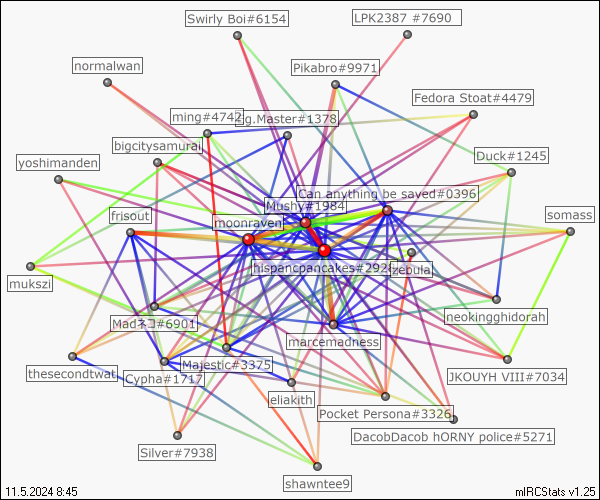 Swirly Boi#6154
LPK2387 #7690
normalwan
Pikabro#9971
Fedora Stoat#4479
ming#4742
Master#1378
bigcitysamurai
Duck#1245
yoshimanden
Can anything be saved#0396
Mushy#1984
frisout
moonraven
somass
hispancpancakes#292
zebula
mukszi
neokingghidorah
Madネコ#6901
marcemadness
thesecondtwat
Cypha#1717
Majestic#3375
JKOUYH VIII#7034
eliakith
Pocket Persona#3326
DacobDacob hORNY police#5271
Silver#7938
shawntee9
11.5.2024 8:45
mIRCStats v1.25